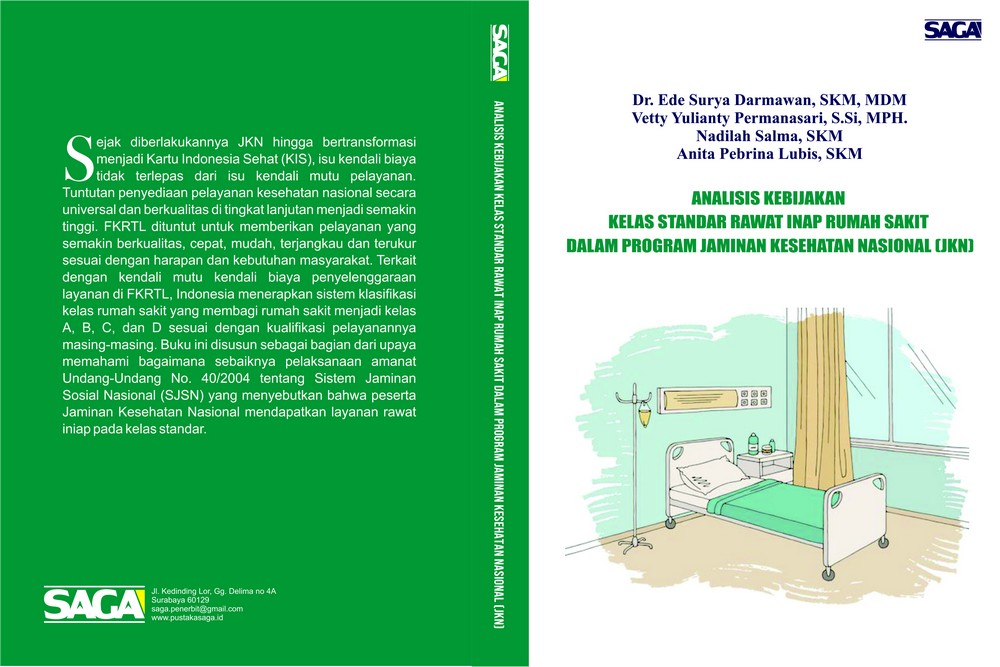 Sejak diberlakukannya JKN hingga bertransformasi
menjadi Kartu Indonesia Sehat (KIS), isu kendali biaya
tidak terlepas dari isu kendali mutu pelayanan.
Tuntutan penyediaan pelayanan kesehatan nasional secara
universal dan berkualitas di tingkat lanjutan menjadi semakin
tinggi. FKRTL dituntut untuk memberikan pelayanan yang
semakin berkualitas, cepat, mudah, terjangkau dan terukur
sesuai dengan harapan dan kebutuhan masyarakat. Terkait
dengan kendali mutu kendali biaya penyelenggaraan
layanan di FKRTL, Indonesia menerapkan sistem klasifikasi
kelas rumah sakit yang membagi rumah sakit menjadi kelas
A, B, C, dan D sesuai dengan kualifikasi pelayanannya
masing-masing. Buku ini disusun sebagai bagian dari upaya
memahami bagaimana sebaiknya pelaksanaan amanat
Undang-Undang No. 40/2004 tentang Sistem Jaminan
Sosial Nasional (SJSN) yang menyebutkan bahwa peserta
Jaminan Kesehatan Nasional mendapatkan layanan rawat
iniap pada kelas standar.
SAGA
Jl. Kedinding Lor, Gg. Delima no 4A
Surabaya 60129
saga.penerbit@gmail.com
www.pustakasaga.id
SAGA
ANALISIS KEBIJAKAN KELAS STANDAR RAWAT INAP RUMAH SAKIT DALAM PROGRAM JAMINAN KESEHATAN NASIONAL (JKN)
SAGA
Dr. Ede Surya Darmawan, SKM, MDM
Vetty Yulianty Permanasari, S.Si, MPH.
Nadilah Salma, SKM
Anita Pebrina Lubis, SKM
ANALISIS KEBIJAKAN
KELAS STANDAR RAWAT INAP RUMAH SAKIT
DALAM PROGRAM JAMINAN KESEHATAN NASIONAL (JKN)